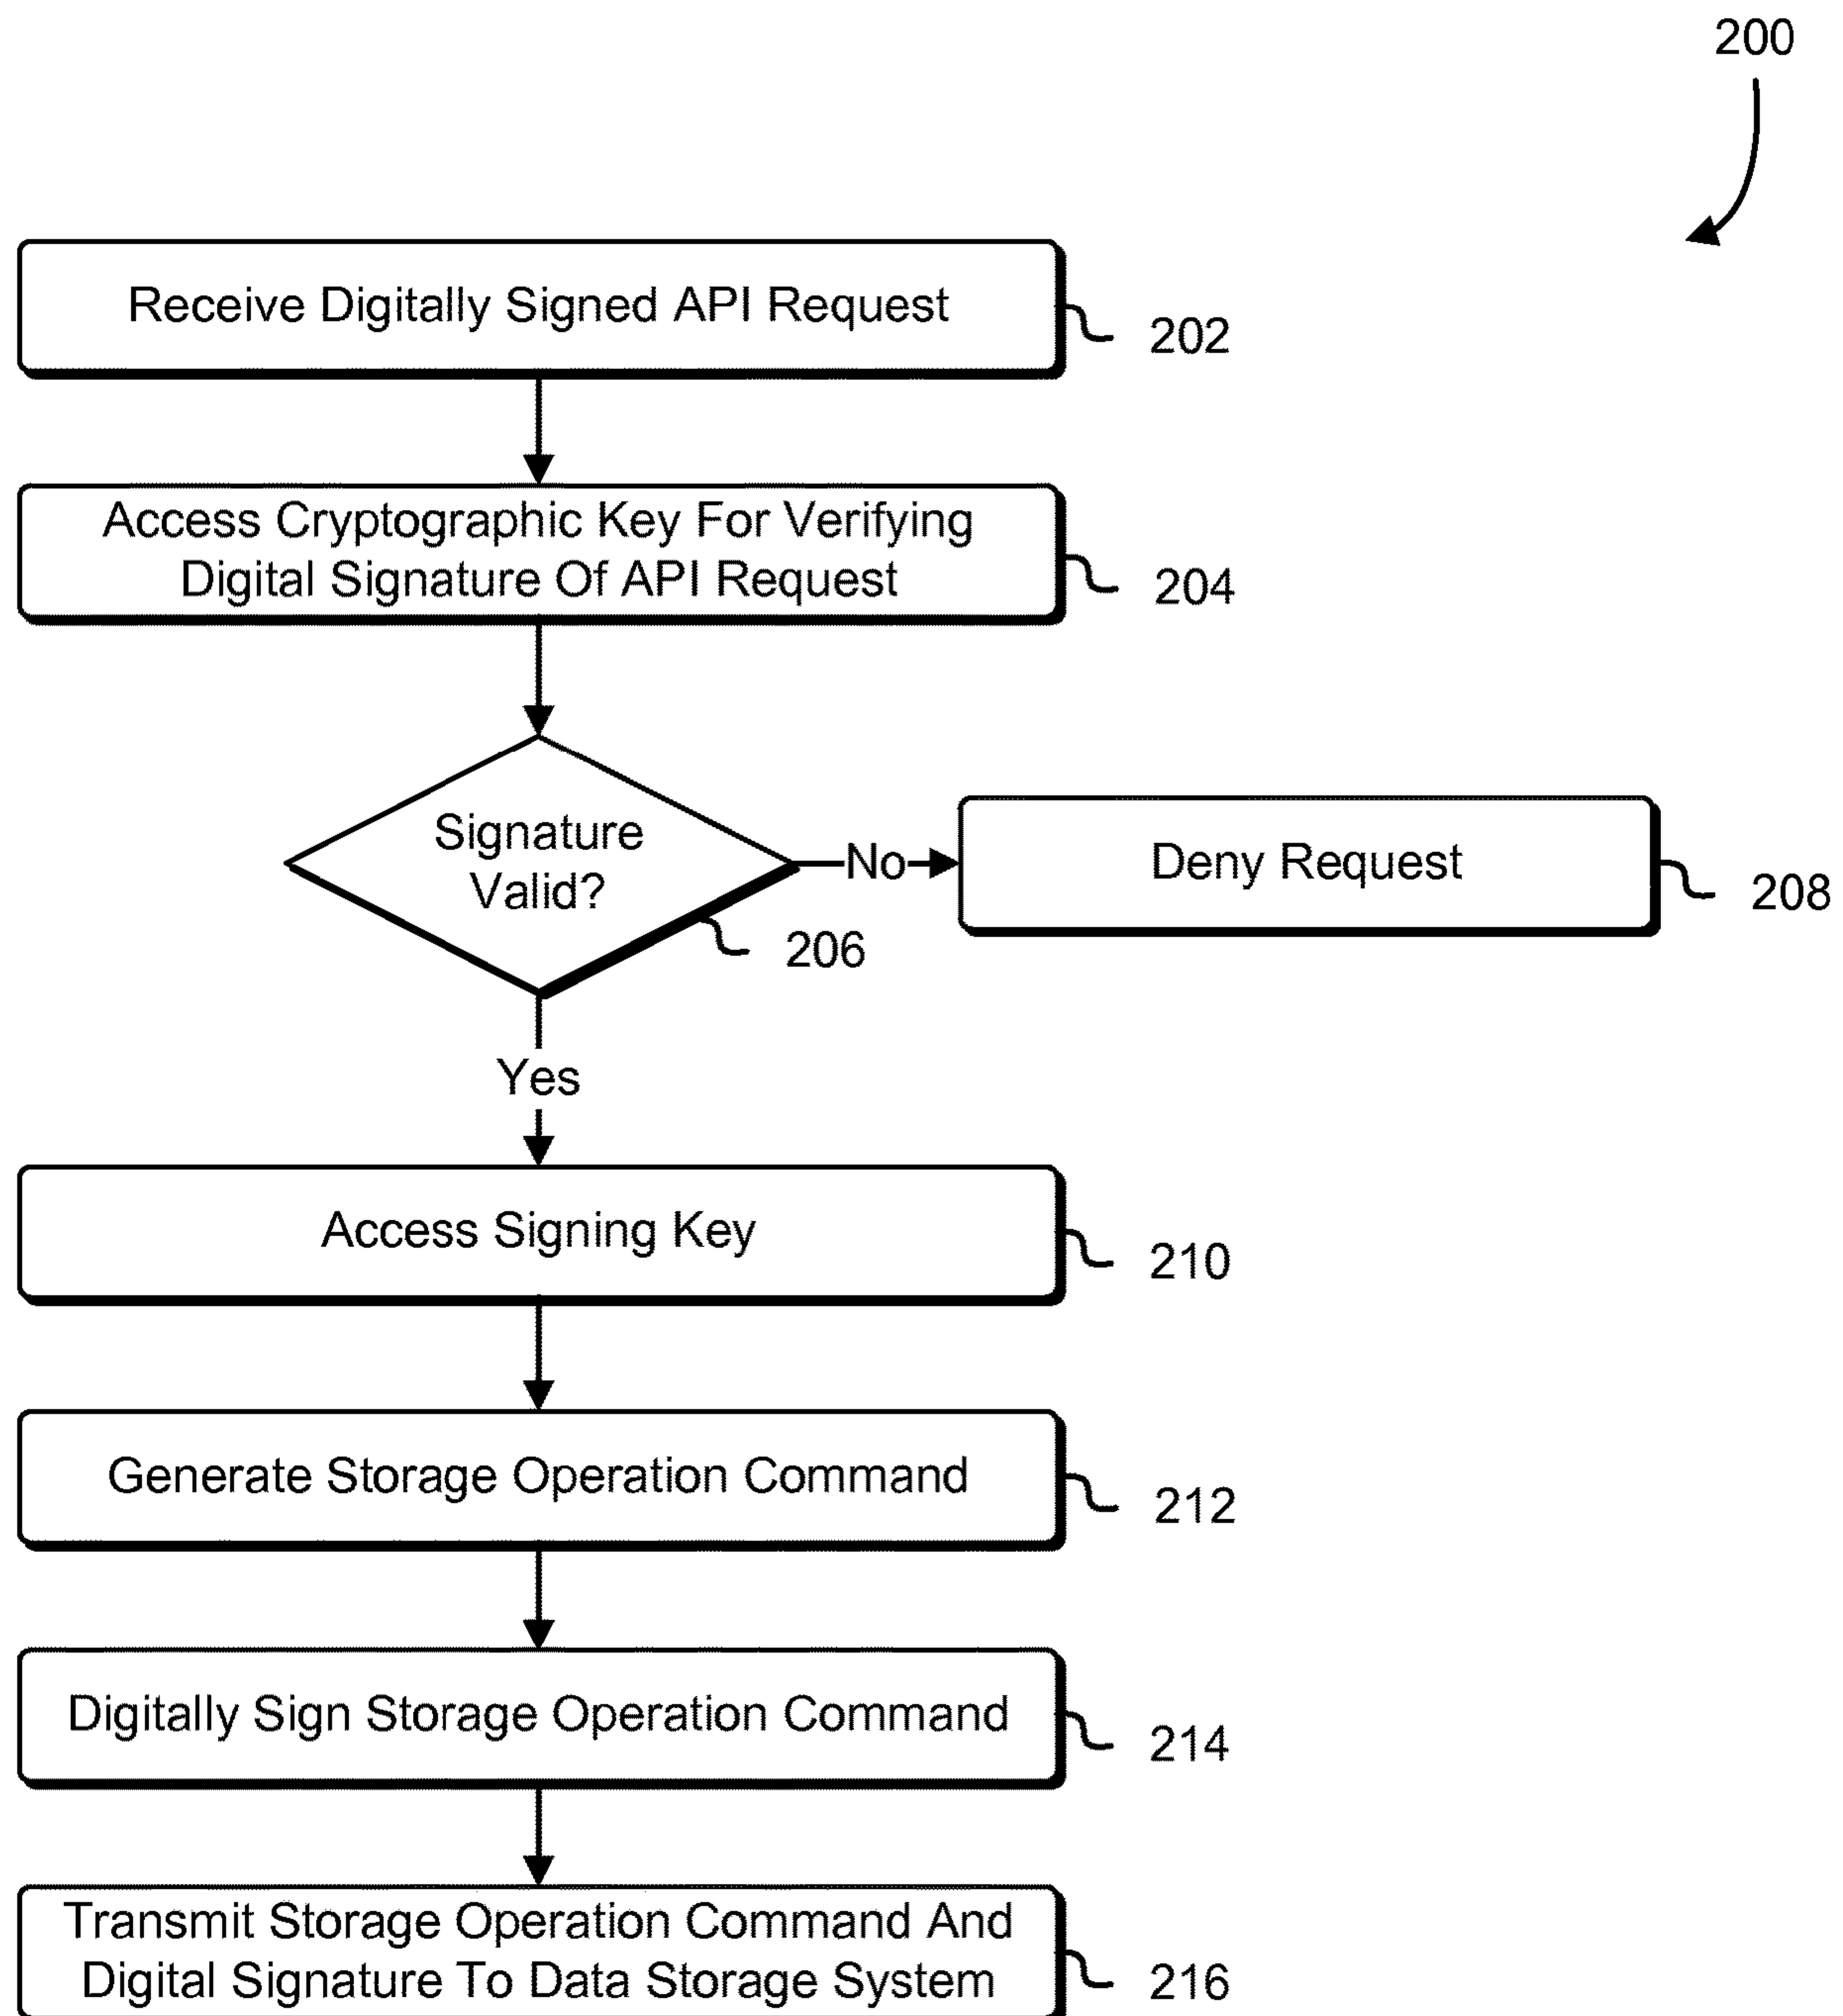 200
Receive Digitally Signed API Request
202
Access Cryptographic Key For Verifying
Digital Signature Of API Request
204
Signature
Valid?
206
No
Deny Request
208
Yes
Access Signing Key
210
Generate Storage Operation Command
212
Digitally Sign Storage Operation Command
214
Transmit Storage Operation Command And
Digital Signature To Data Storage System
216